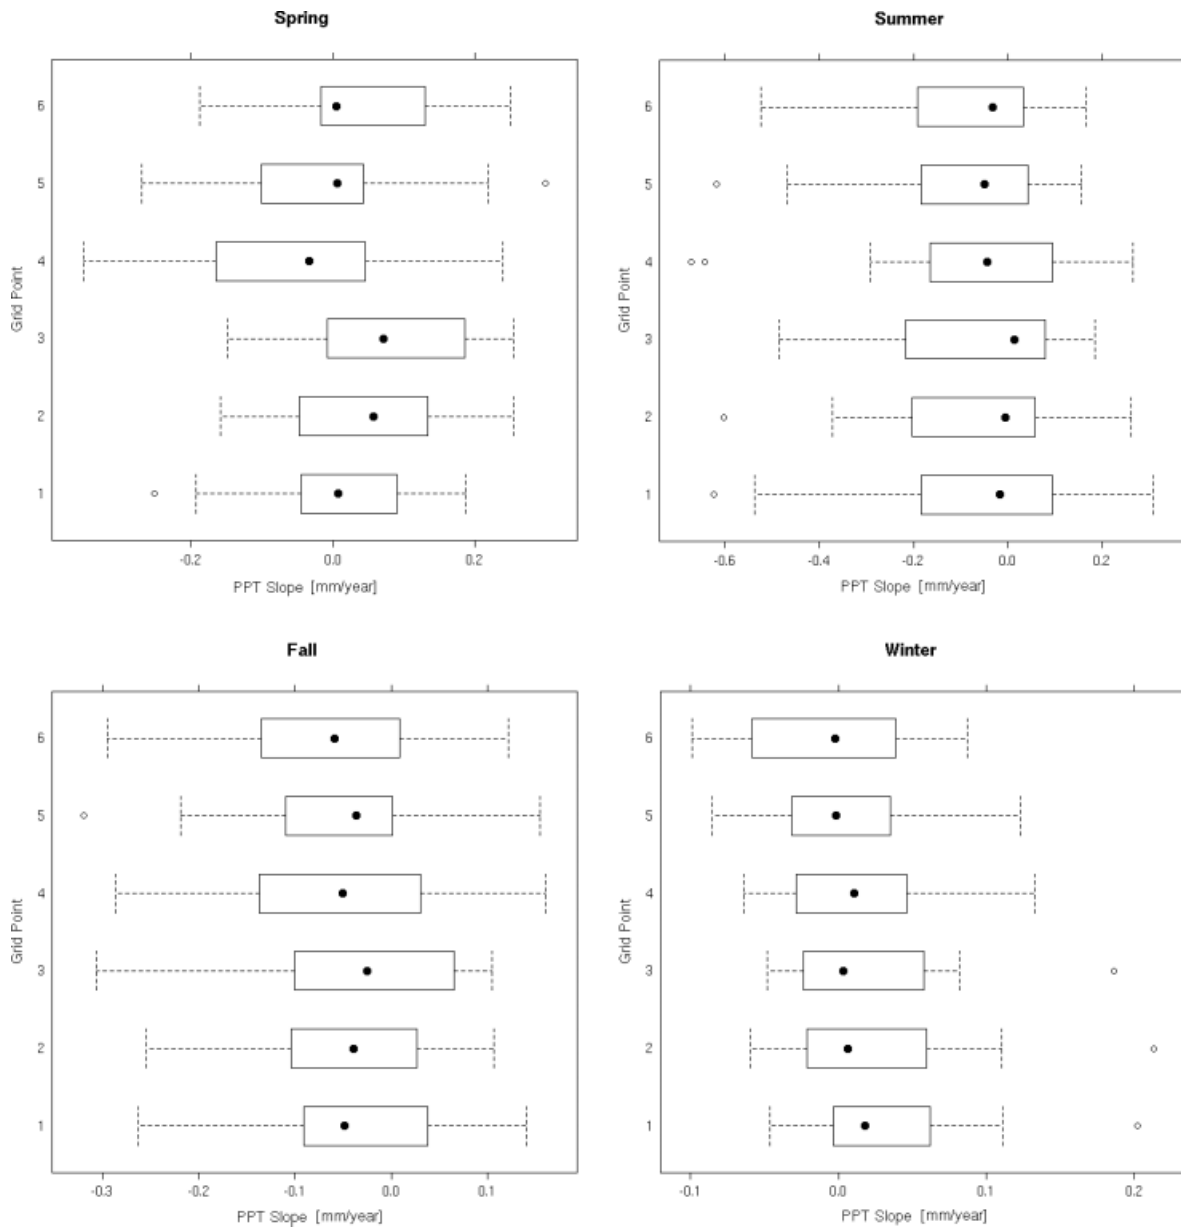 Spring
Grid Point
6
5
4
3
2
1
-0.2 0.0 0.2
PPT Slope [mm/year]
Summer
Grid Point
6
5
4
3
2
1
-0.6 -0.4 -0.2 0.0 0.2
PPT Slope [mm/year]
Fall
Grid Point
6
5
4
3
2
1
-0.3 -0.2 -0.1 0.0 0.1
PPT Slope [mm/year]
Winter
Grid Point
6
5
4
3
2
1
-0.1 0.0 0.1 0.2
PPT Slope [mm/year]